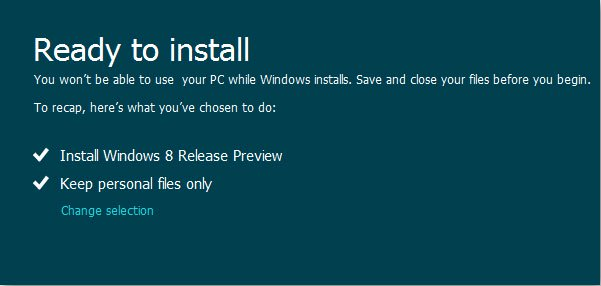 Ready to install
You won't be able to use  your PC while Windows installs. Save and close your files before you begin.
To recap, here's what you've chosen to do:
Install Windows 8 Release Preview
Keep personal files only
Change selection